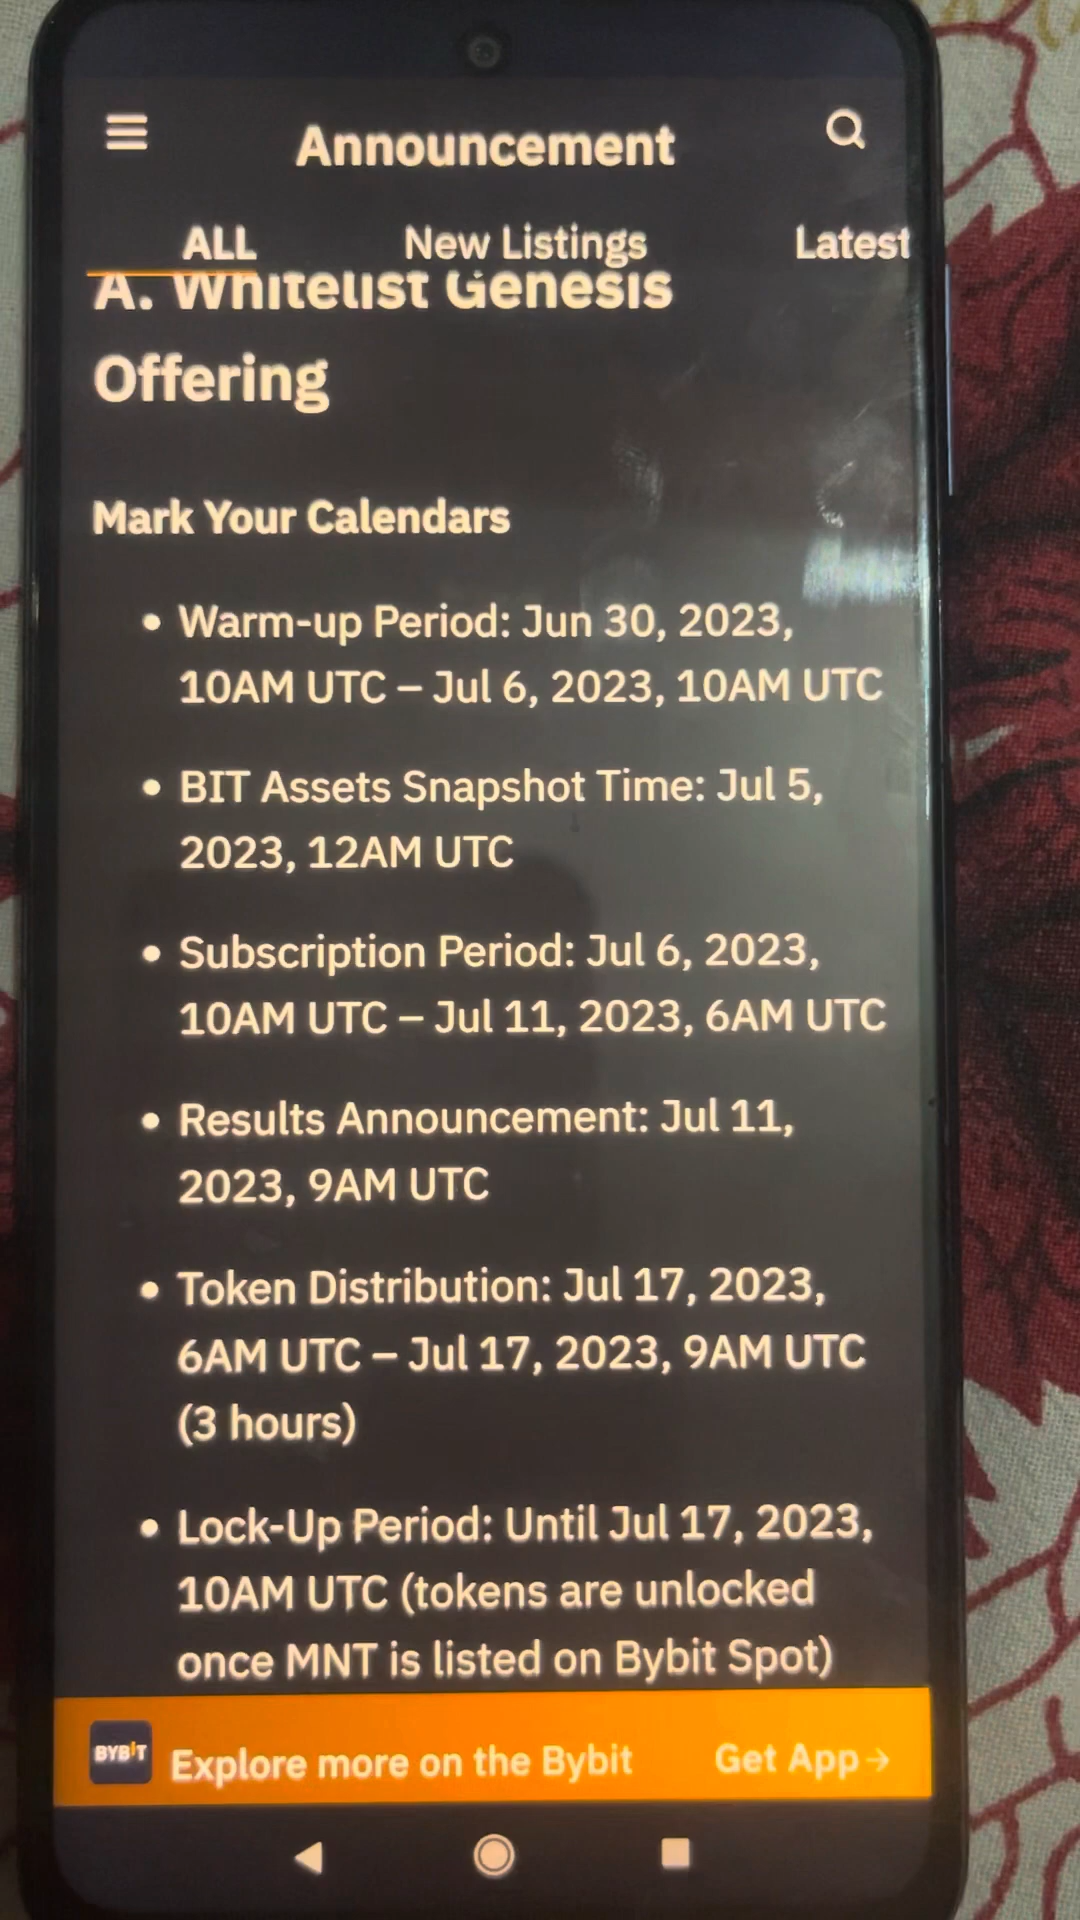 Announcement
ALL New Listings Latest
A. Whitelist Genesis
Offering
Mark Your Calendars
• Warm-up Period: Jun 30, 2023,
10AM UTC – Jul 6, 2023, 10AM UTC
• BIT Assets Snapshot Time: Jul 5,
2023, 12AM UTC
• Subscription Period: Jul 6, 2023,
10AM UTC – Jul 11, 2023, 6AM UTC
• Results Announcement: Jul 11,
2023, 9AM UTC
• Token Distribution: Jul 17, 2023,
6AM UTC – Jul 17, 2023, 9AM UTC
(3 hours)
• Lock-Up Period: Until Jul 17, 2023,
10AM UTC (tokens are unlocked
once MNT is listed on Bybit Spot)
BYBIT Explore more on the Bybit Get App→